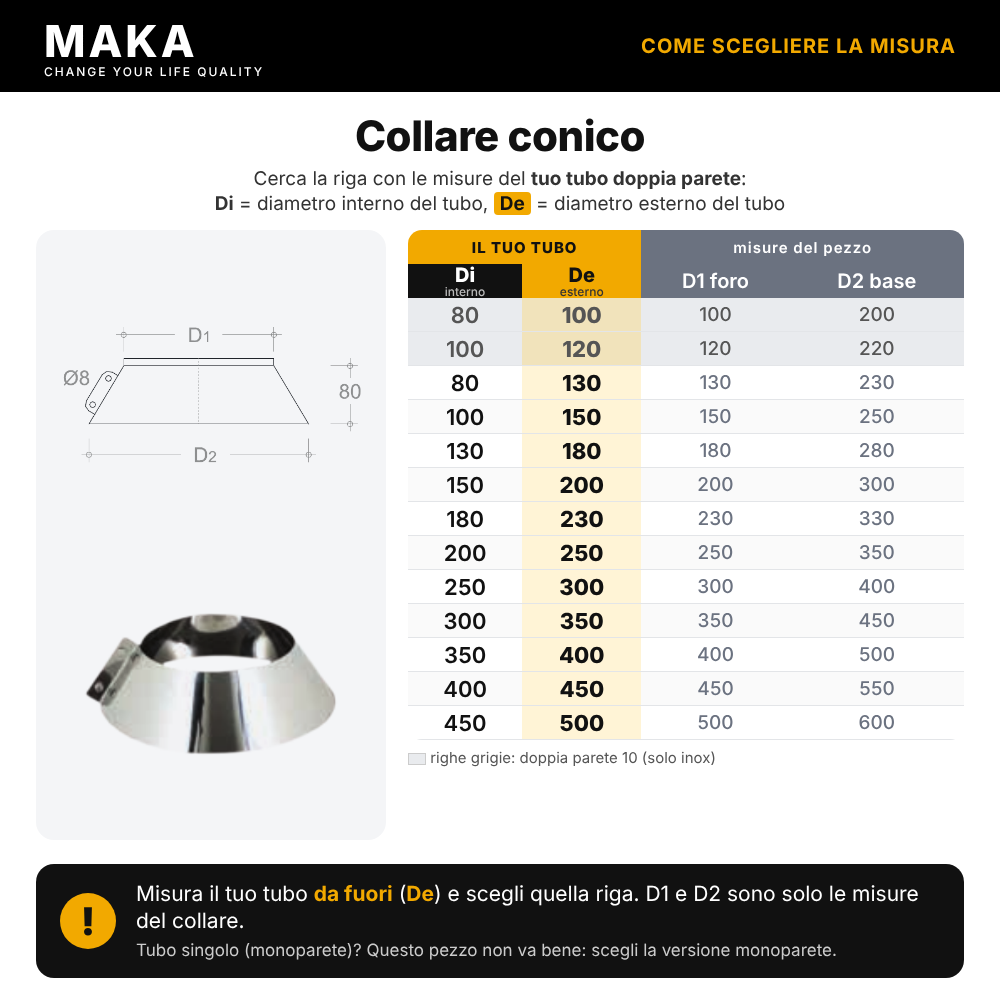 MAKA
CHANGE YOUR LIFE QUALITY
COME SCEGLIERE LA MISURA
Collare conico
Cerca la riga con le misure del tuo tubo doppia parete:
Di = diametro interno del tubo, De = diametro esterno del tubo
D1
Ø8
80
D2
IL TUO TUBO misure del pezzo
Di De D1 foro D2 base
interno esterno
80 100 100 200
100 120 120 220
80 130 130 230
100 150 150 250
130 180 180 280
150 200 200 300
180 230 230 330
200 250 250 350
250 300 300 400
300 350 350 450
350 400 400 500
400 450 450 550
450 500 500 600
righe grigie: doppia parete 10 (solo inox)
!
Misura il tuo tubo da fuori (De) e scegli quella riga. D1 e D2 sono solo le misure
del collare.
Tubo singolo (monoparete)? Questo pezzo non va bene: scegli la versione monoparete.